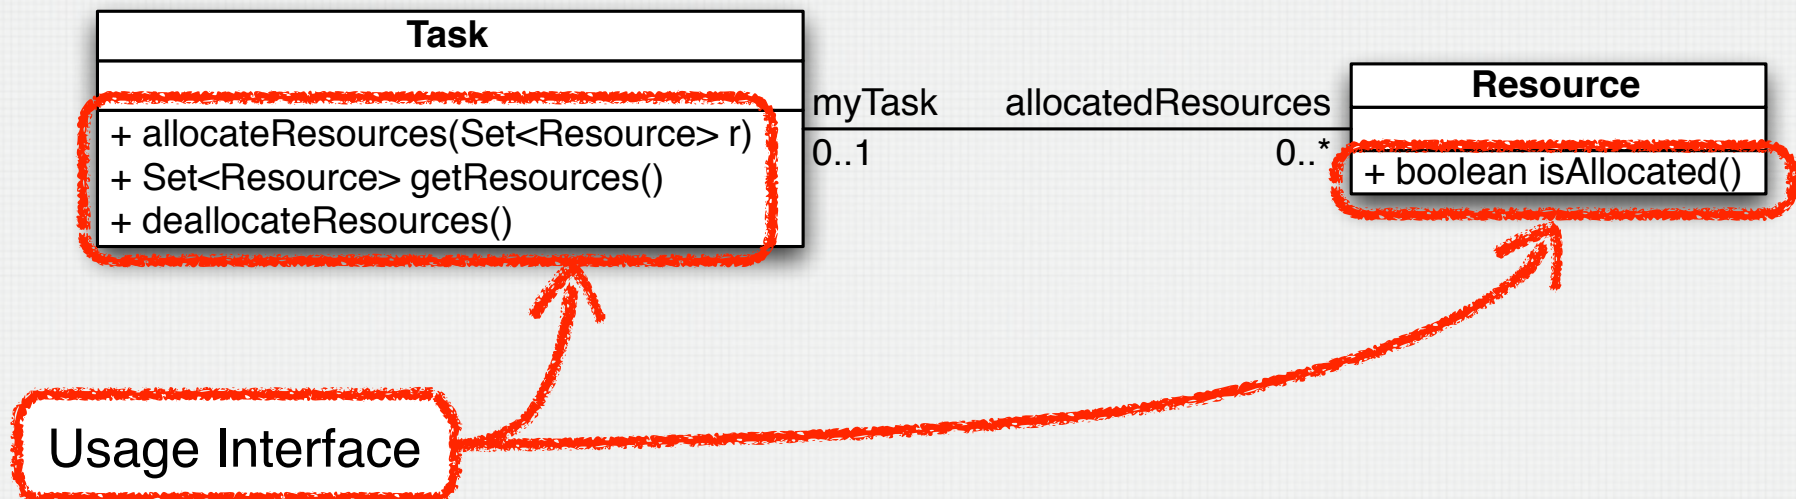 Task
+ allocateResources(Set<Resource> r)
+ Set<Resource> getResources()
+ deallocateResources()
myTask
0..1
allocatedResources
0..*
Resource
+ boolean isAllocated()
Usage Interface